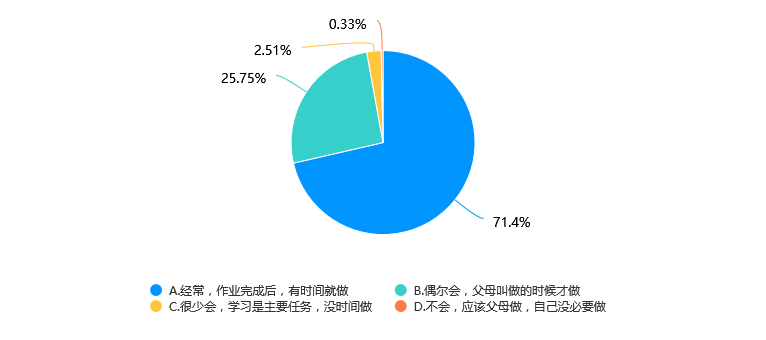 0.33%
2.51%
25.75%
71.4%
A.经常，作业完成后，有时间就做
B.偶尔会，父母叫做的时候才做
C.很少会，学习是主要任务，没时间做
D.不会，应该父母做，自己没必要做